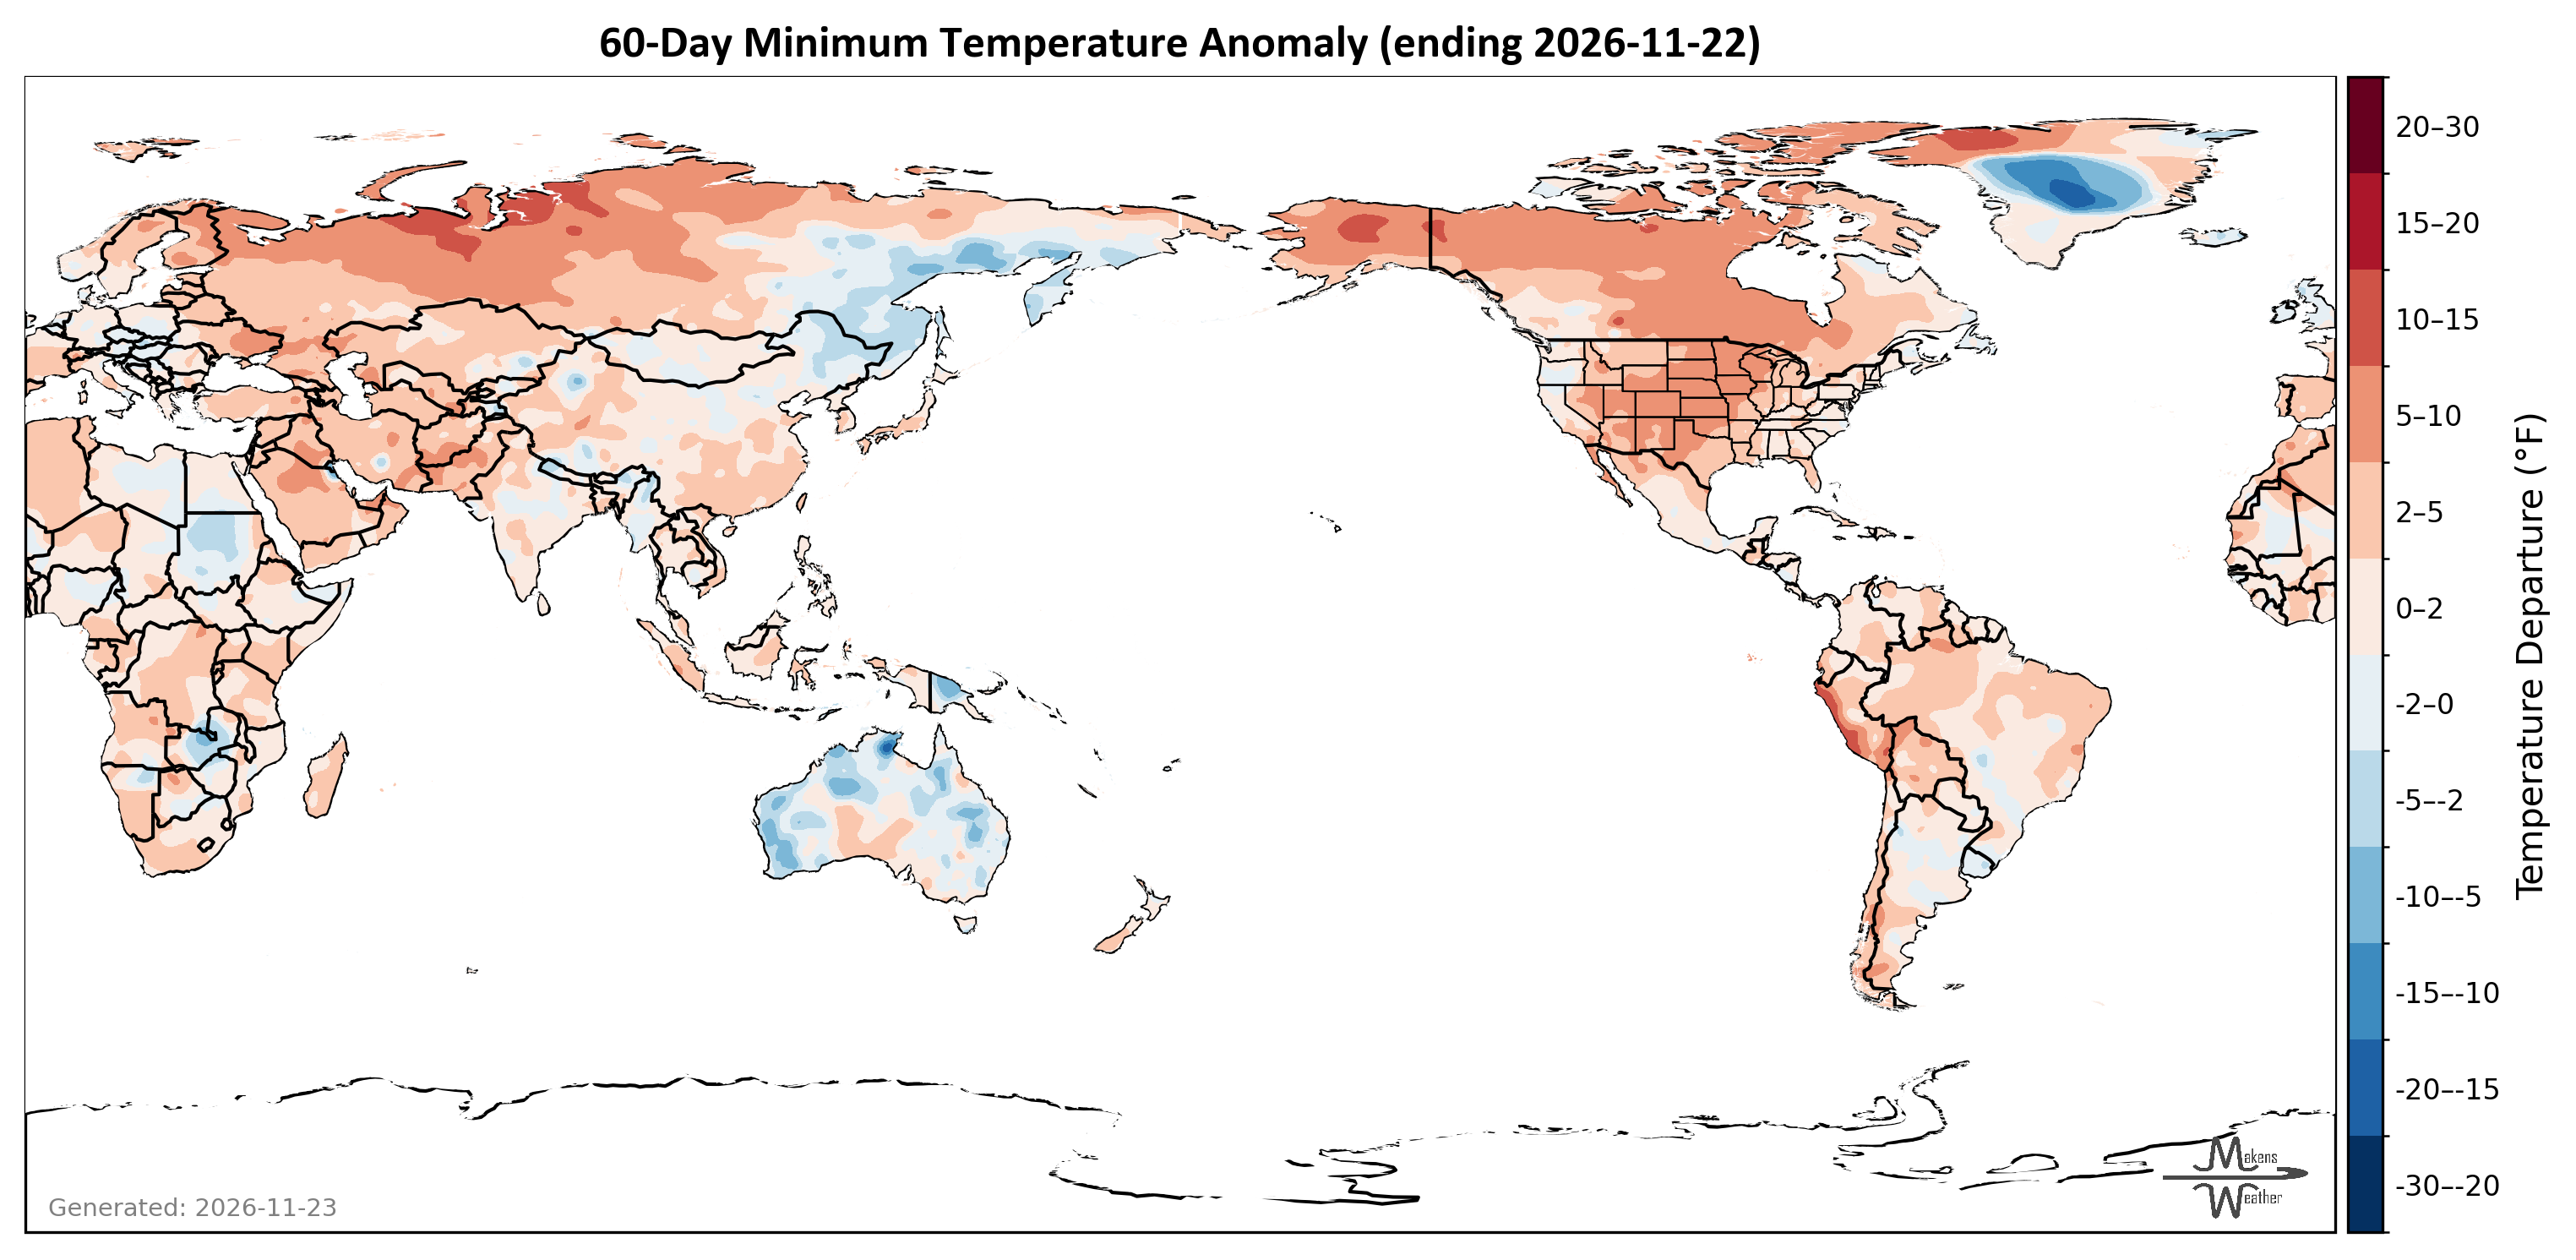 60-Day Minimum Temperature Anomaly (ending 2026-11-22)
20–30
15–20
10–15
5–10
2–5
0–2
-2–0
-5–-2
-10–-5
-15–-10
-20–-15
-30–-20
Temperature Departure (°F)
Generated: 2026-11-23
Makens
Weather